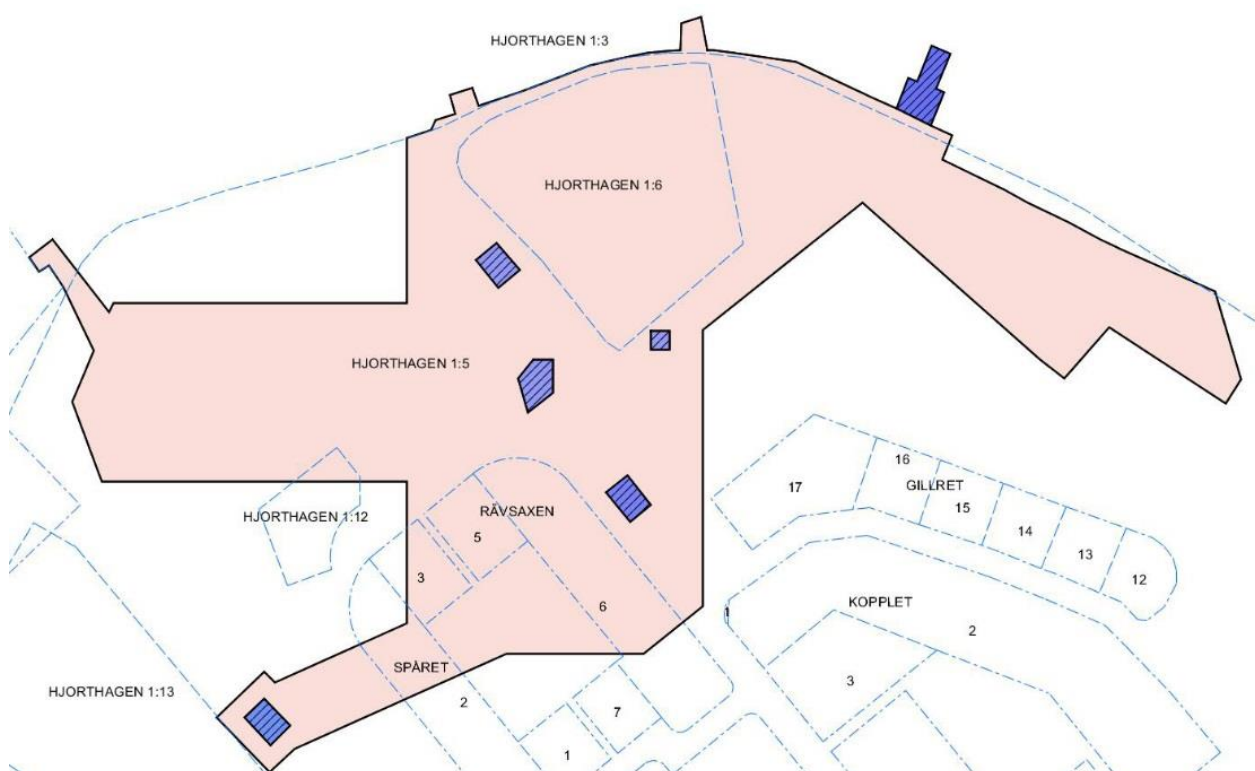 HJORTHAGEN 1:3
HJORTHAGEN 1:6
HJORTHAGEN 1:5
16
GILLRET
17
15
HJORTHAGEN 1:12
RÄVSAXEN
14
5
13
3
12
6
KOPPLET
1
2
SPÅRET
HJORTHAGEN 1:13
3
2
7
1